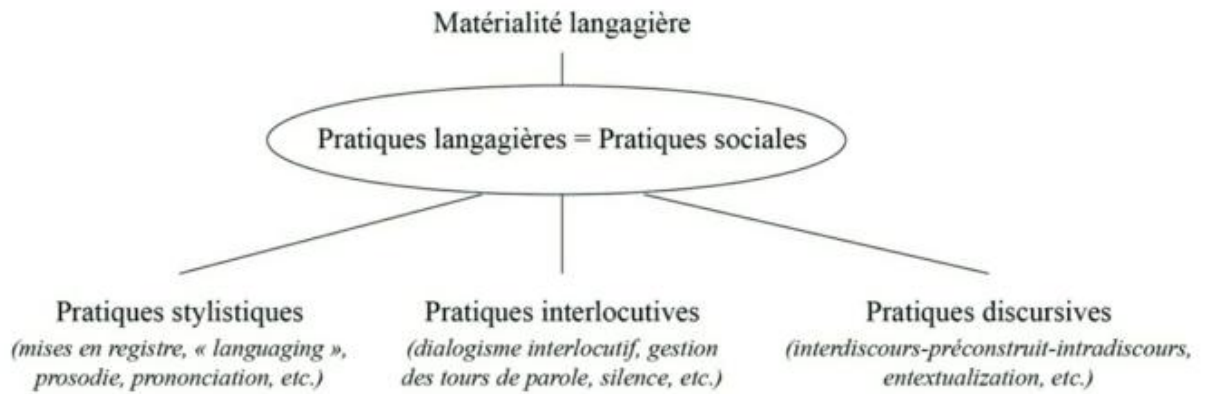 Matérialité langagière
Pratiques langagières = Pratiques sociales
Pratiques stylistiques
(mises en registre, « languaging »,
prosodie, prononciation, etc.)
Pratiques interlocutives
(dialogisme interlocutif, gestion
des tours de parole, silence, etc.)
Pratiques discursives
(interdiscours-préconstruit-intradiscours,
entextualization, etc.)